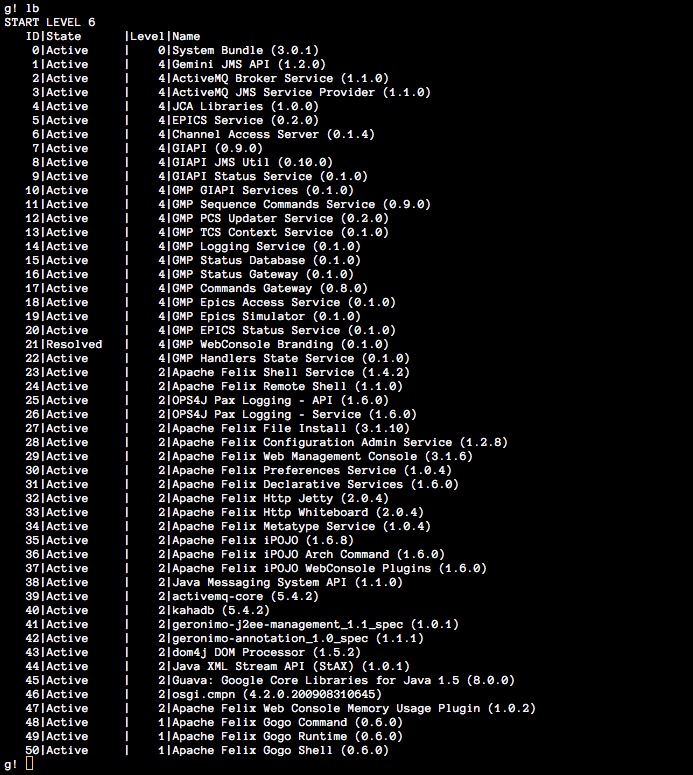 g! lb
START LEVEL 6
   ID|State      |Level|Name
    0|Active     |    0|System Bundle (3.0.1)
    1|Active     |    4|Gemini JMS API (1.2.0)
    2|Active     |    4|ActiveMQ Broker Service (1.1.0)
    3|Active     |    4|ActiveMQ JMS Service Provider (1.1.0)
    4|Active     |    4|JCA Libraries (1.0.0)
    5|Active     |    4|EPICS Service (0.2.0)
    6|Active     |    4|Channel Access Server (0.1.4)
    7|Active     |    4|GIAPI (0.9.0)
    8|Active     |    4|GIAPI JMS Util (0.10.0)
    9|Active     |    4|GIAPI Status Service (0.1.0)
   10|Active     |    4|GMP GIAPI Services (0.1.0)
   11|Active     |    4|GMP Sequence Commands Service (0.9.0)
   12|Active     |    4|GMP PCS Updater Service (0.2.0)
   13|Active     |    4|GMP TCS Context Service (0.1.0)
   14|Active     |    4|GMP Logging Service (0.1.0)
   15|Active     |    4|GMP Status Database (0.1.0)
   16|Active     |    4|GMP Status Gateway (0.1.0)
   17|Active     |    4|GMP Commands Gateway (0.8.0)
   18|Active     |    4|GMP Epics Access Service (0.1.0)
   19|Active     |    4|GMP Epics Simulator (0.1.0)
   20|Active     |    4|GMP EPICS Status Service (0.1.0)
   21|Resolved   |    4|GMP WebConsole Branding (0.1.0)
   22|Active     |    4|GMP Handlers State Service (0.1.0)
   23|Active     |    2|Apache Felix Shell Service (1.4.2)
   24|Active     |    2|Apache Felix Remote Shell (1.1.0)
   25|Active     |    2|OPS4J Pax Logging - API (1.6.0)
   26|Active     |    2|OPS4J Pax Logging - Service (1.6.0)
   27|Active     |    2|Apache Felix File Install (3.1.10)
   28|Active     |    2|Apache Felix Configuration Admin Service (1.2.8)
   29|Active     |    2|Apache Felix Web Management Console (3.1.6)
   30|Active     |    2|Apache Felix Preferences Service (1.0.4)
   31|Active     |    2|Apache Felix Declarative Services (1.6.0)
   32|Active     |    2|Apache Felix Http Jetty (2.0.4)
   33|Active     |    2|Apache Felix Http Whiteboard (2.0.4)
   34|Active     |    2|Apache Felix Metatype Service (1.0.4)
   35|Active     |    2|Apache Felix iPOJO (1.6.8)
   36|Active     |    2|Apache Felix iPOJO Arch Command (1.6.0)
   37|Active     |    2|Apache Felix iPOJO WebConsole Plugins (1.6.0)
   38|Active     |    2|Java Messaging System API (1.1.0)
   39|Active     |    2|activemq-core (5.4.2)
   40|Active     |    2|kahadb (5.4.2)
   41|Active     |    2|geronimo-j2ee-management_1.1_spec (1.0.1)
   42|Active     |    2|geronimo-annotation_1.0_spec (1.1.1)
   43|Active     |    2|dom4j DOM Processor (1.5.2)
   44|Active     |    2|Java XML Stream API (StAX) (1.0.1)
   45|Active     |    2|Guava: Google Core Libraries for Java 1.5 (8.0.0)
   46|Active     |    2|osgi.cmpn (4.2.0.200908310645)
   47|Active     |    2|Apache Felix Web Console Memory Usage Plugin (1.0.2)
   48|Active     |    1|Apache Felix Gogo Command (0.6.0)
   49|Active     |    1|Apache Felix Gogo Runtime (0.6.0)
   50|Active     |    1|Apache Felix Gogo Shell (0.6.0)
g!